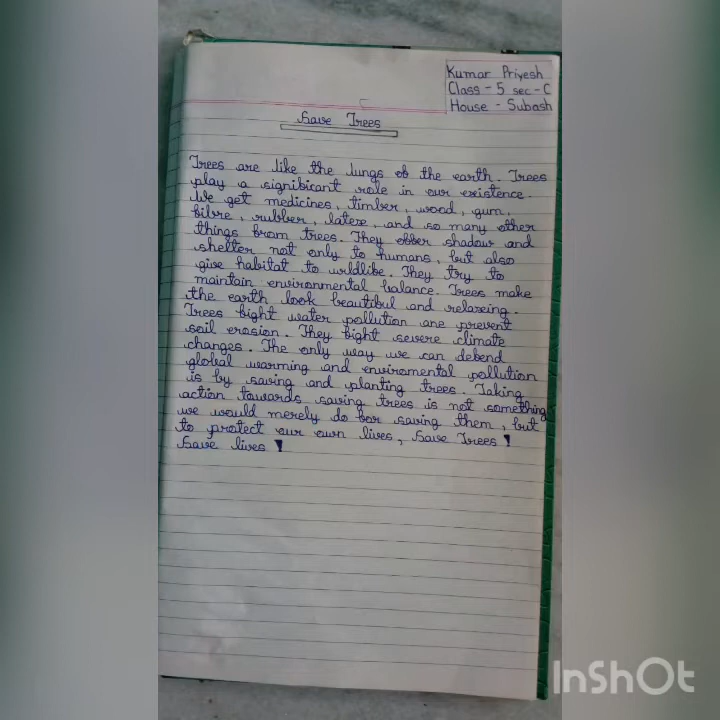 Kumar Priyesh
Class - 5 sec - C
House - Subash
Save Trees
Trees are like the lungs of the earth. Trees
play a significant role in our existence.
We get medicines, timber, wood, gum,
fibre, rubber, latex, and so many other
things from trees. They offer shadow and
shelter not only to humans, but also
give habitat to wildlife. They try to
maintain environmental balance. Trees make
the earth look beautiful and relaxing.
Trees fight water pollution and prevent
soil erosion. They fight severe climate
changes. The only way we can defend
global warming and enviromental pollution
is by saving and planting trees. Taking
action towards saving trees is not something
we would merely do for saving them, but
to protect our own lives, Save Trees!
Save lives!
InShOt